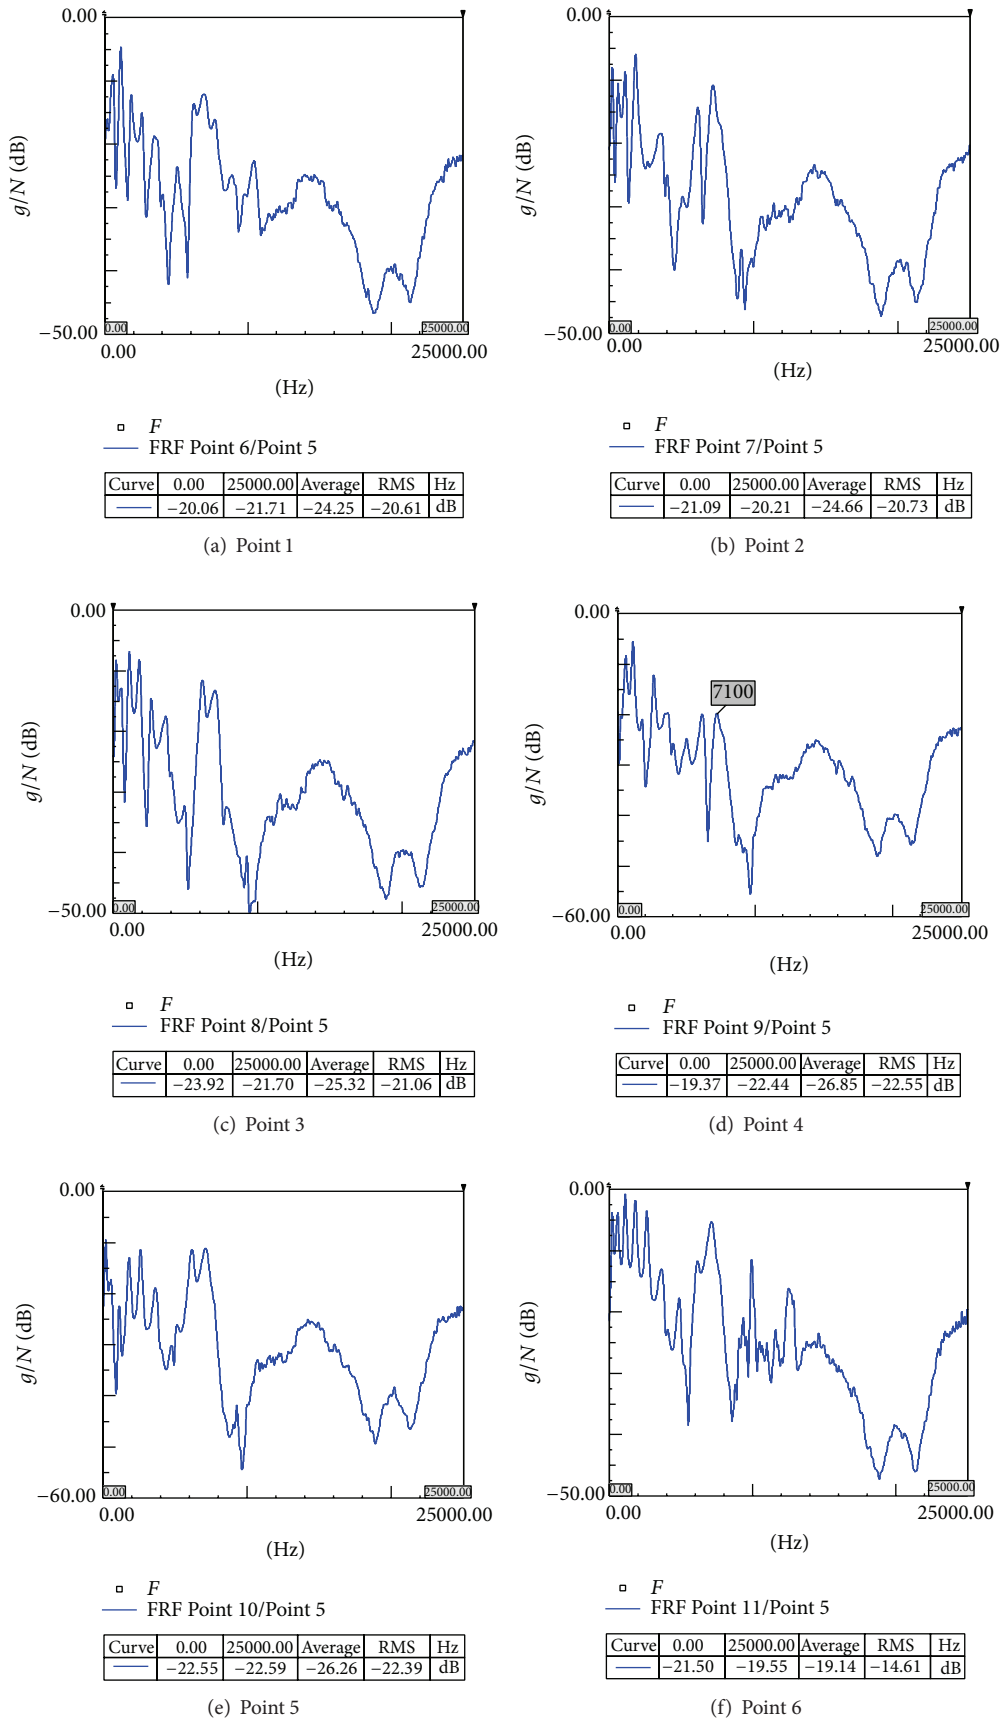 0.00
g/N (dB)
−50.00
0.00 25000.00
0.00 25000.00
(Hz)
F
FRF Point 6/Point 5
Curve 0.00 25000.00 Average RMS Hz
−20.06 −21.71 −24.25 −20.61 dB
(a) Point 1
0.00
g/N (dB)
−50.00
0.00 25000.00
0.00 25000.00
(Hz)
F
FRF Point 7/Point 5
Curve 0.00 25000.00 Average RMS Hz
−21.09 −20.21 −24.66 −20.73 dB
(b) Point 2
0.00
g/N (dB)
−50.00
0.00 25000.00
0.00 25000.00
(Hz)
F
FRF Point 8/Point 5
Curve 0.00 25000.00 Average RMS Hz
−23.92 −21.70 −25.32 −21.06 dB
(c) Point 3
0.00
7100
g/N (dB)
−60.00
0.00 25000.00
0.00 25000.00
(Hz)
F
FRF Point 9/Point 5
Curve 0.00 25000.00 Average RMS Hz
−19.37 −22.44 −26.85 −22.55 dB
(d) Point 4
0.00
g/N (dB)
−60.00
0.00 25000.00
0.00 25000.00
(Hz)
F
FRF Point 10/Point 5
Curve 0.00 25000.00 Average RMS Hz
−22.55 −22.59 −26.26 −22.39 dB
(e) Point 5
0.00
g/N (dB)
−50.00
0.00 25000.00
0.00 25000.00
(Hz)
F
FRF Point 11/Point 5
Curve 0.00 25000.00 Average RMS Hz
−21.50 −19.55 −19.14 −14.61 dB
(f) Point 6